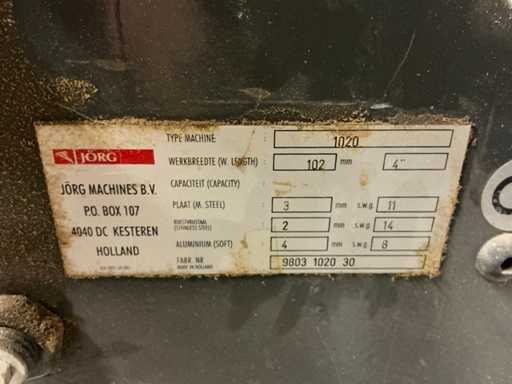 JÖRG
JÖRG MACHINES B.V.
P.O. BOX 107
4040 DC KESTEREN
HOLLAND
TYPE MACHINE : 1020
WERKBREEDTE (W. LENGTH) : 102 mm 4"
CAPACITEIT (CAPACITY) :
PLAAT (M. STEEL) : 3 mm s.w.g. 11
(STAINLESS STEEL) : 2 mm s.w.g. 14
ALUMINIUM (SOFT) : 4 mm s.w.g. 8
FABR. NR. : 9803 1020 30
MADE IN HOLLAND